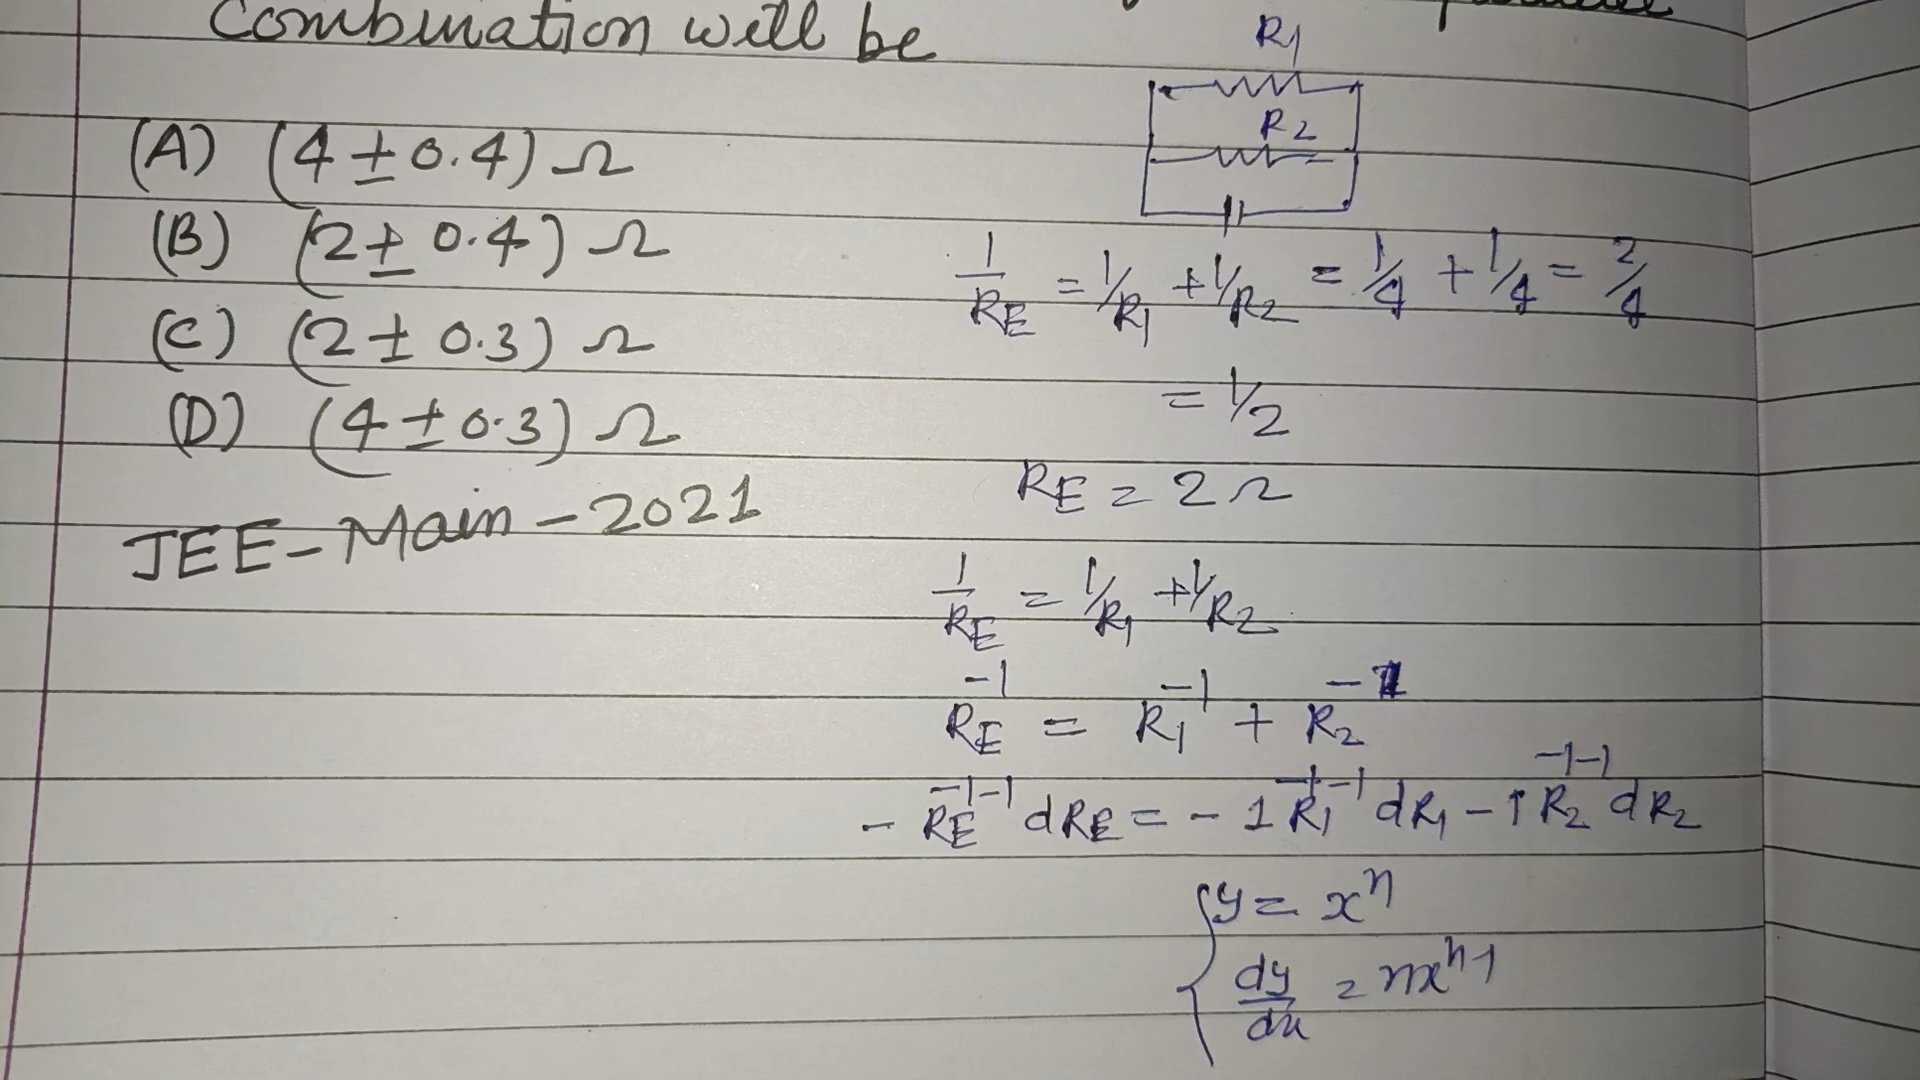 Combination will be
(A) (4 ± 0.4) Ω
(B) (2 ± 0.4) Ω
(C) (2 ± 0.3) Ω
(D) (4 ± 0.3) Ω
JEE-Main-2021
R1
R2
1/RE = 1/R1 + 1/R2 = 1/4 + 1/4 = 2/4
= 1/2
RE = 2 Ω
1/RE = 1/R1 + 1/R2
RE^-1 = R1^-1 + R2^-1
- RE^-1-1 dRE = - 1 R1^-1-1 dR1 - 1 R2^-1-1 dR2
y = x^n
dy/dx = nx^n-1